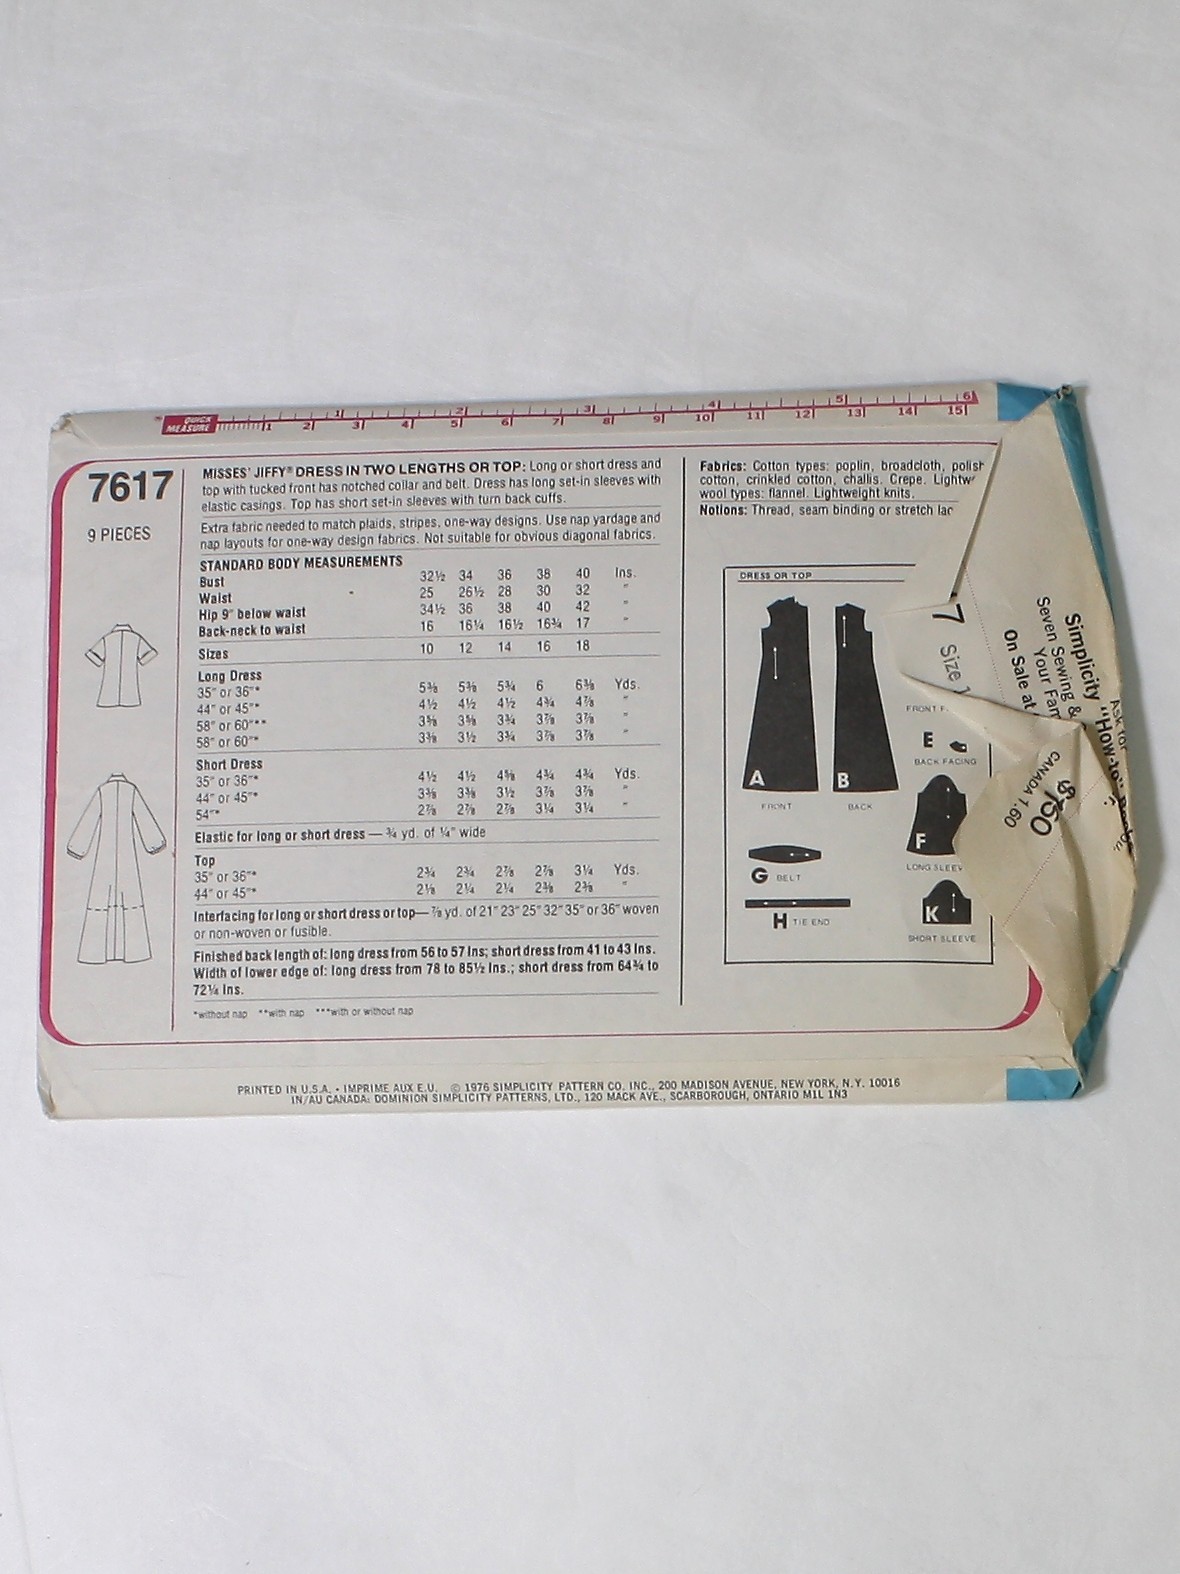 QUICK MEASURE
1 2 3 4 5 6
1 2 3 4 5 6 7 8 9 10 11 12 13 14 15
7617
9 PIECES
MISSES' JIFFY® DRESS IN TWO LENGTHS OR TOP: Long or short dress and
top with tucked front has notched collar and belt. Dress has long set-in sleeves with
elastic casings. Top has short set-in sleeves with turn back cuffs.
Extra fabric needed to match plaids, stripes, one-way designs. Use nap yardage and
nap layouts for one-way design fabrics. Not suitable for obvious diagonal fabrics.
STANDARD BODY MEASUREMENTS
Bust 32½ 34 36 38 40 Ins.
Waist 25 26½ 28 30 32 "
Hip 9" below waist 34½ 36 38 40 42 "
Back-neck to waist 16 16¼ 16½ 16¾ 17 "
Sizes 10 12 14 16 18
Long Dress
35" or 36"* 5⅜ 5⅜ 5¾ 6 6⅜ Yds.
44" or 45"* 4½ 4½ 4½ 4¾ 4⅞ "
58" or 60"** 3⅝ 3⅝ 3¾ 3⅞ 3⅞ "
58" or 60"* 3⅜ 3½ 3¾ 3⅞ 3⅞ "
Short Dress
35" or 36"* 4½ 4½ 4⅝ 4¾ 4¾ Yds.
44" or 45"* 3⅜ 3⅜ 3½ 3⅞ 3⅞ "
54"* 2⅞ 2⅞ 2⅞ 3¼ 3¼ "
Elastic for long or short dress — ¾ yd. of ¼" wide
Top
35" or 36"* 2¾ 2¾ 2⅞ 2⅞ 3¼ Yds.
44" or 45"* 2⅛ 2¼ 2¼ 2⅜ 2⅜ "
Interfacing for long or short dress or top— ⅞ yd. of 21" 23" 25" 32" 35" or 36" woven
or non-woven or fusible.
Finished back length of: long dress from 56 to 57 Ins; short dress from 41 to 43 Ins.
Width of lower edge of: long dress from 78 to 85½ Ins.; short dress from 64¾ to
72¼ Ins.
*without nap **with nap ***with or without nap
Fabrics: Cotton types: poplin, broadcloth, polish
cotton, crinkled cotton, challis. Crepe. Lightw
wool types: flannel. Lightweight knits.
Notions: Thread, seam binding or stretch lac
DRESS OR TOP
A
FRONT
B
BACK
FRONT F
E
BACK FACING
F
LONG SLEEV
G BELT
H TIE END
K
SHORT SLEEVE
7 Size 1
Ask for
Simplicity "How-to"
Seven Sewing &
Your Fam
On Sale at
$1.50
CANADA 1.60
PRINTED IN U.S.A. • IMPRIME AUX E.U. © 1976 SIMPLICITY PATTERN CO. INC., 200 MADISON AVENUE, NEW YORK, N.Y. 10016
IN/AU CANADA: DOMINION SIMPLICITY PATTERNS, LTD., 120 MACK AVE., SCARBOROUGH, ONTARIO M1L 1N3